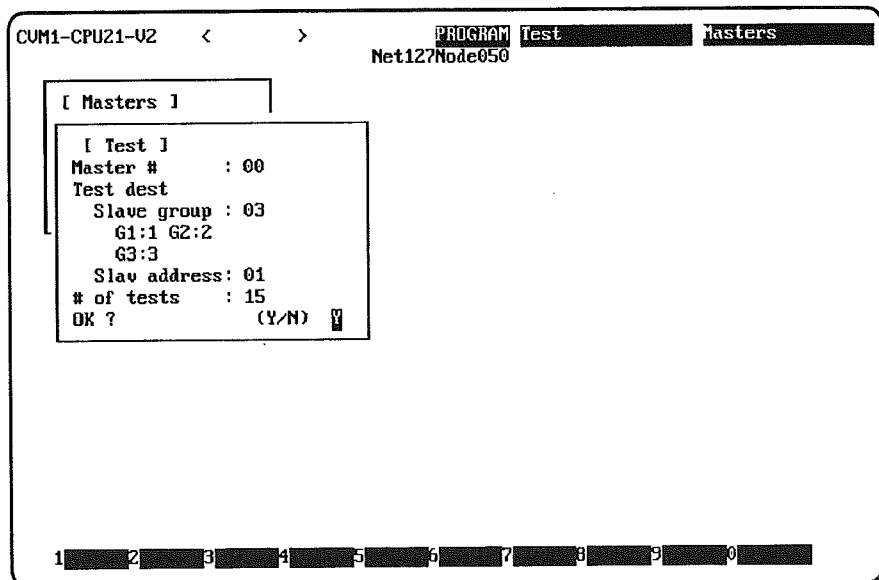 CVM1-CPU21-V2 < > PROGRAM Test Masters
Net127Node050
[ Masters ]
[ Test ]
Master # : 00
Test dest
Slave group : 03
G1:1 G2:2
G3:3
Slav address: 01
# of tests : 15
OK ? (Y/N) Y
1 2 3 4 5 6 7 8 9 0